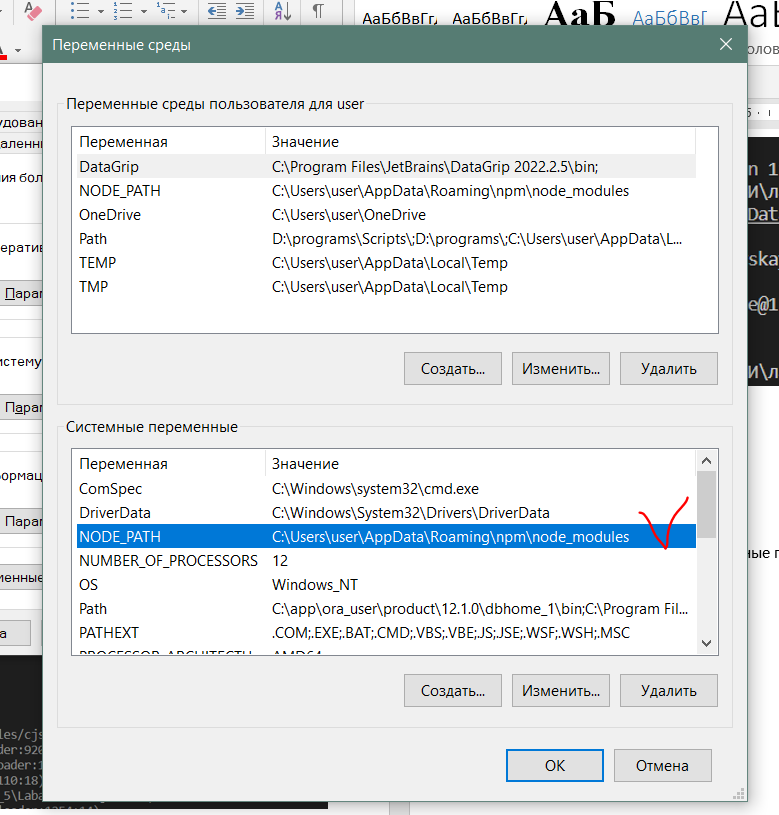 АаБбВвГг, АаБбВвГг, АаБ АаБбВвГ
Переменные среды
Переменные среды пользователя для user
Переменная Значение
DataGrip C:\Program Files\JetBrains\DataGrip 2022.2.5\bin;
NODE_PATH C:\Users\user\AppData\Roaming\npm\node_modules
OneDrive C:\Users\user\OneDrive
Path D:\programs\Scripts\;D:\programs\;C:\Users\user\AppData\L...
TEMP C:\Users\user\AppData\Local\Temp
TMP C:\Users\user\AppData\Local\Temp
Создать... Изменить... Удалить
Системные переменные
Переменная Значение
ComSpec C:\Windows\system32\cmd.exe
DriverData C:\Windows\System32\Drivers\DriverData
NODE_PATH C:\Users\user\AppData\Roaming\npm\node_modules
NUMBER_OF_PROCESSORS 12
OS Windows_NT
Path C:\app\ora_user\product\12.1.0\dbhome_1\bin;C:\Program Fil...
PATHEXT .COM;.EXE;.BAT;.CMD;.VBS;.VBE;.JS;.JSE;.WSF;.WSH;.MSC
Создать... Изменить... Удалить
ОК Отмена